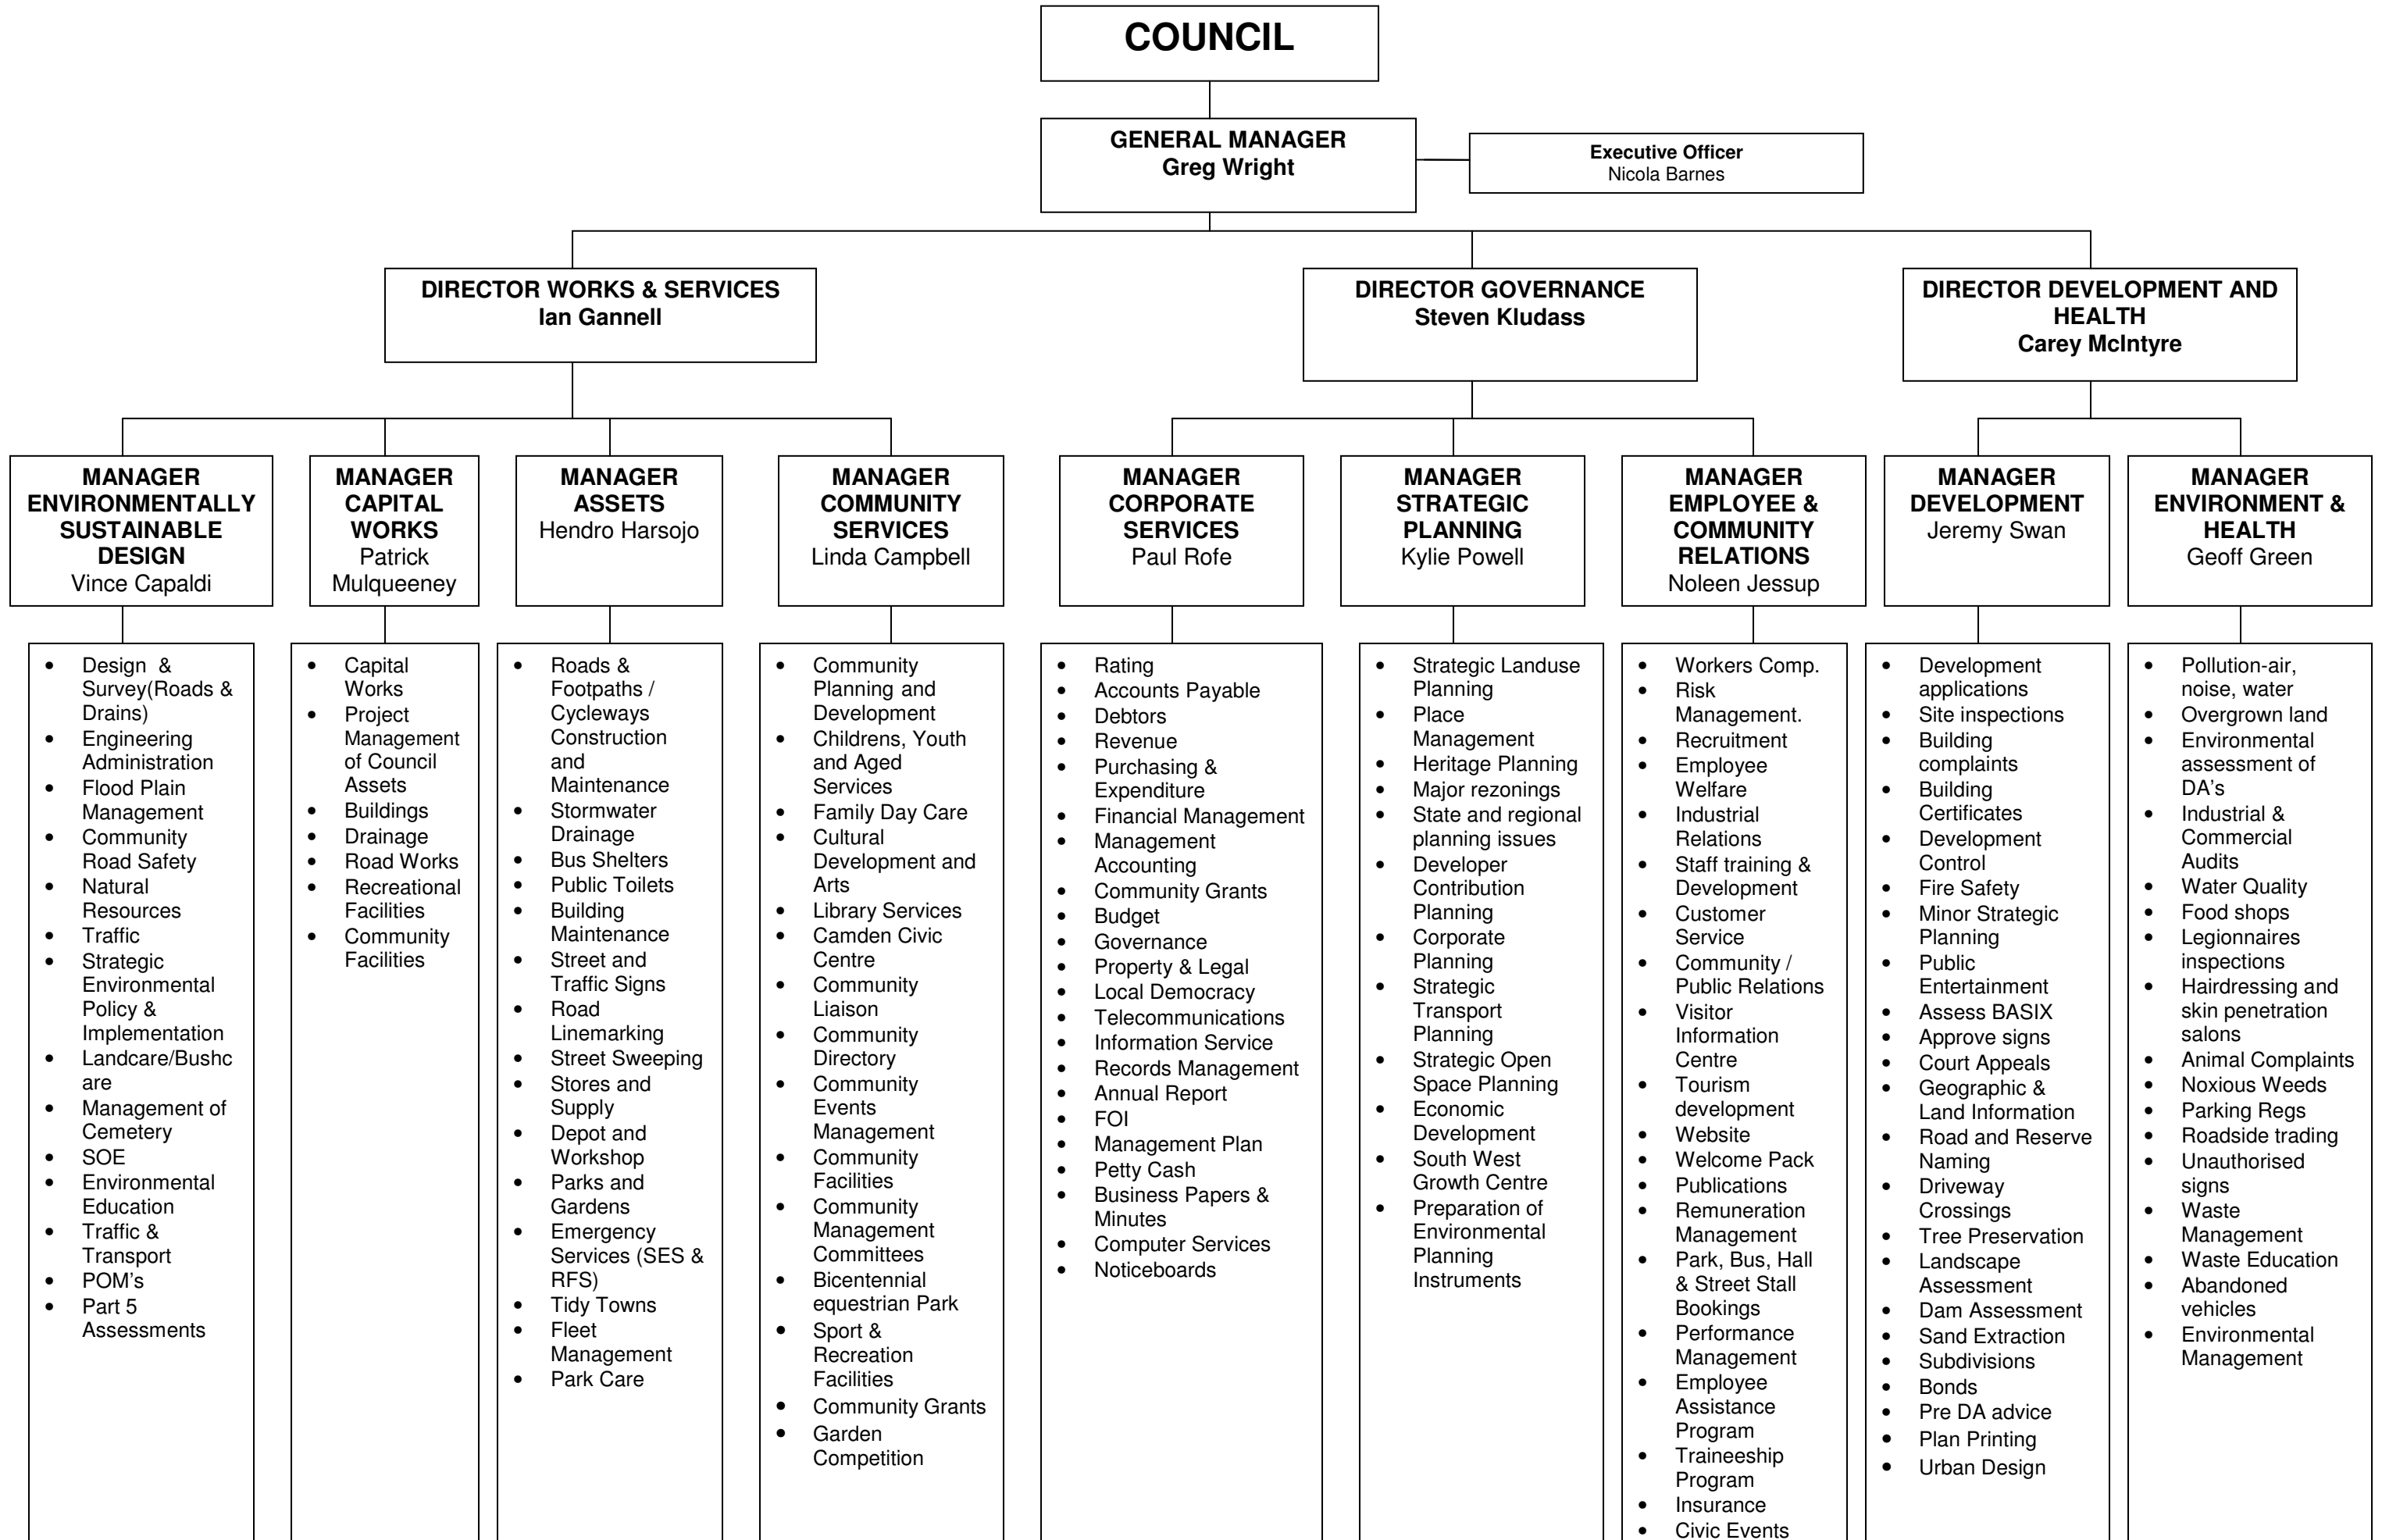 COUNCIL
GENERAL MANAGER
Greg Wright
Executive Officer
Nicola Barnes
DIRECTOR WORKS & SERVICES
Ian Gannell
DIRECTOR GOVERNANCE
Steven Kludass
DIRECTOR DEVELOPMENT AND
HEALTH
Carey McIntyre
MANAGER
ENVIRONMENTALLY
SUSTAINABLE
DESIGN
Vince Capaldi
MANAGER
CAPITAL
WORKS
Patrick
Mulqueeney
MANAGER
ASSETS
Hendro Harsojo
MANAGER
COMMUNITY
SERVICES
Linda Campbell
MANAGER
CORPORATE
SERVICES
Paul Rofe
MANAGER
STRATEGIC
PLANNING
Kylie Powell
MANAGER
EMPLOYEE &
COMMUNITY
RELATIONS
Noleen Jessup
MANAGER
DEVELOPMENT
Jeremy Swan
MANAGER
ENVIRONMENT &
HEALTH
Geoff Green
• Design &
Survey(Roads &
Drains)
• Engineering
Administration
• Flood Plain
Management
• Community
Road Safety
• Natural
Resources
• Traffic
• Strategic
Environmental
Policy &
Implementation
• Landcare/Bushc
are
• Management of
Cemetery
• SOE
• Environmental
Education
• Traffic &
Transport
• POM's
• Part 5
Assessments
• Capital
Works
• Project
Management
of Council
Assets
• Buildings
• Drainage
• Road Works
• Recreational
Facilities
• Community
Facilities
• Roads &
Footpaths /
Cycleways
Construction
and
Maintenance
• Stormwater
Drainage
• Bus Shelters
• Public Toilets
• Building
Maintenance
• Street and
Traffic Signs
• Road
Linemarking
• Street Sweeping
• Stores and
Supply
• Depot and
Workshop
• Parks and
Gardens
• Emergency
Services (SES &
RFS)
• Tidy Towns
• Fleet
Management
• Park Care
• Community
Planning and
Development
• Childrens, Youth
and Aged
Services
• Family Day Care
• Cultural
Development and
Arts
• Library Services
• Camden Civic
Centre
• Community
Liaison
• Community
Directory
• Community
Events
Management
• Community
Facilities
• Community
Management
Committees
• Bicentennial
equestrian Park
• Sport &
Recreation
Facilities
• Community Grants
• Garden
Competition
• Rating
• Accounts Payable
• Debtors
• Revenue
• Purchasing &
Expenditure
• Financial Management
• Management
Accounting
• Community Grants
• Budget
• Governance
• Property & Legal
• Local Democracy
• Telecommunications
• Information Service
• Records Management
• Annual Report
• FOI
• Management Plan
• Petty Cash
• Business Papers &
Minutes
• Computer Services
• Noticeboards
• Strategic Landuse
Planning
• Place
Management
• Heritage Planning
• Major rezonings
• State and regional
planning issues
• Developer
Contribution
Planning
• Corporate
Planning
• Strategic
Transport
Planning
• Strategic Open
Space Planning
• Economic
Development
• South West
Growth Centre
• Preparation of
Environmental
Planning
Instruments
• Workers Comp.
• Risk
Management.
• Recruitment
• Employee
Welfare
• Industrial
Relations
• Staff training &
Development
• Customer
Service
• Community /
Public Relations
• Visitor
Information
Centre
• Tourism
development
• Website
• Welcome Pack
• Publications
• Remuneration
Management
• Park, Bus, Hall
& Street Stall
Bookings
• Performance
Management
• Employee
Assistance
Program
• Traineeship
Program
• Insurance
• Civic Events
• Development
applications
• Site inspections
• Building
complaints
• Building
Certificates
• Development
Control
• Fire Safety
• Minor Strategic
Planning
• Public
Entertainment
• Assess BASIX
• Approve signs
• Court Appeals
• Geographic &
Land Information
• Road and Reserve
Naming
• Driveway
Crossings
• Tree Preservation
• Landscape
Assessment
• Dam Assessment
• Sand Extraction
• Subdivisions
• Bonds
• Pre DA advice
• Plan Printing
• Urban Design
• Pollution-air,
noise, water
• Overgrown land
• Environmental
assessment of
DA's
• Industrial &
Commercial
Audits
• Water Quality
• Food shops
• Legionnaires
inspections
• Hairdressing and
skin penetration
salons
• Animal Complaints
• Noxious Weeds
• Parking Regs
• Roadside trading
• Unauthorised
signs
• Waste
Management
• Waste Education
• Abandoned
vehicles
• Environmental
Management